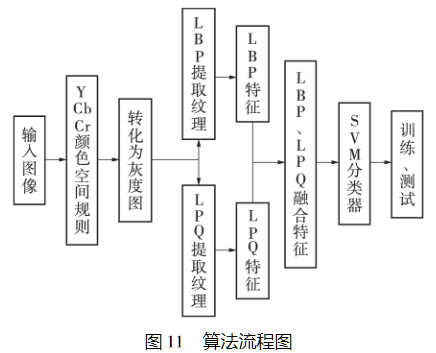 输入图像
YCbCr颜色空间规则
转化为灰度图
LBP提取纹理
LBP特征
LPQ提取纹理
LPQ特征
LBP、LPQ融合特征
SVM分类器
训练、测试
图 11 算法流程图